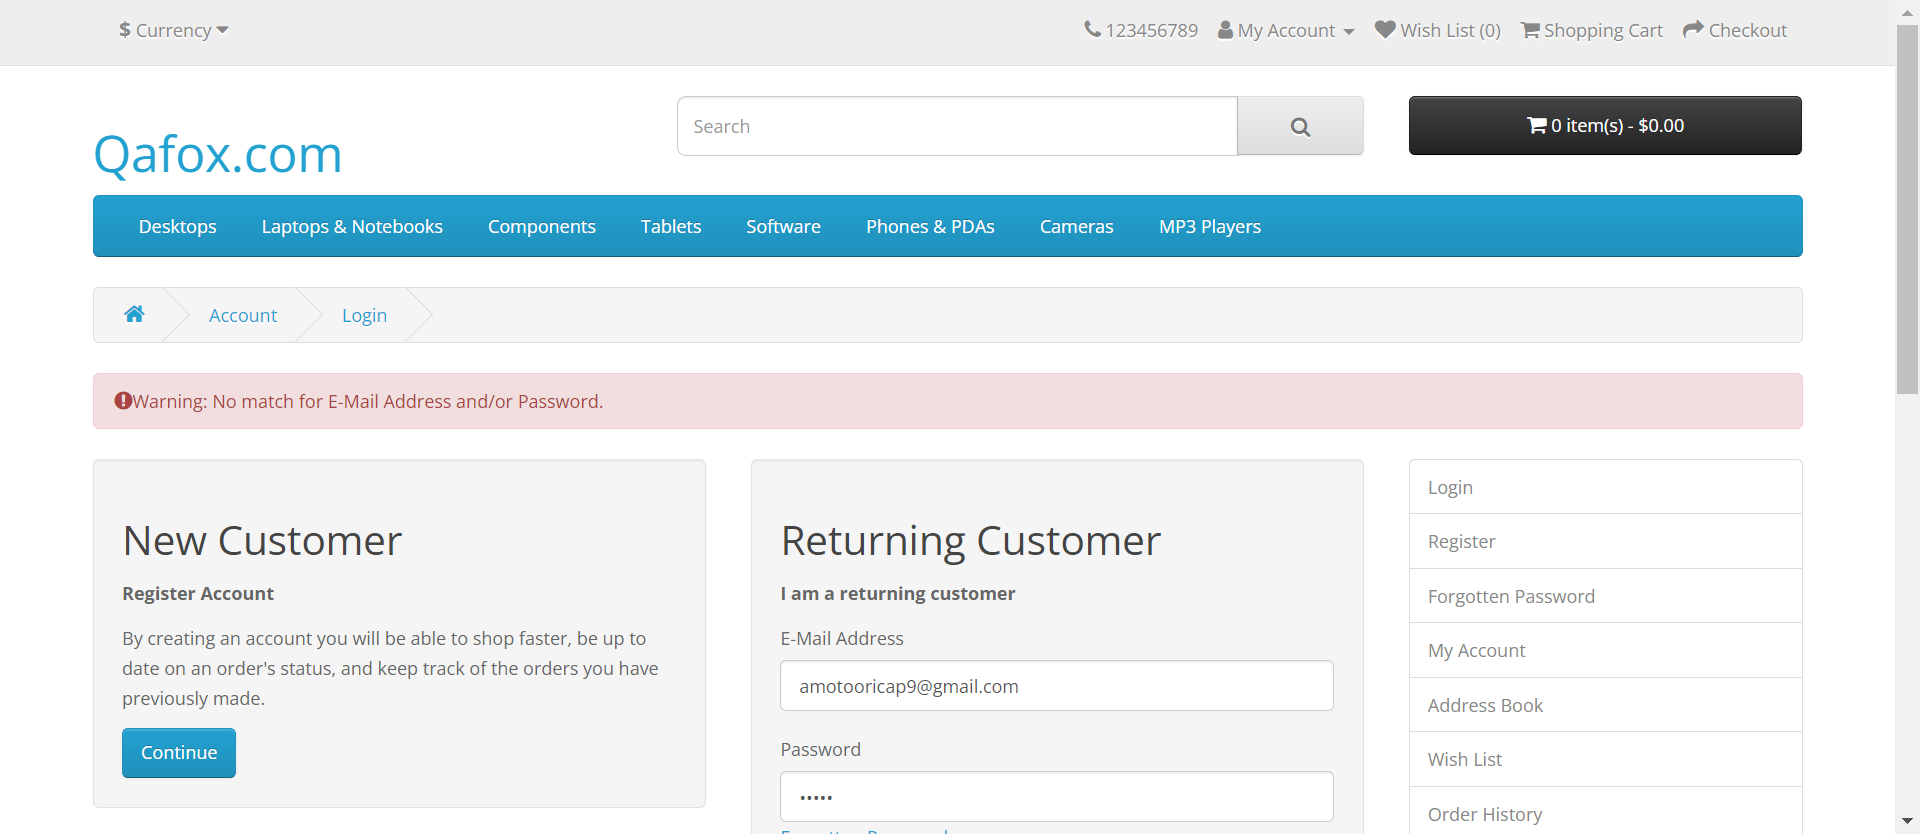 $ Currency
123456789 My Account Wish List (0) Shopping Cart Checkout
Qafox.com
Search
0 item(s) - $0.00
Desktops Laptops & Notebooks Components Tablets Software Phones & PDAs Cameras MP3 Players
Account Login
Warning: No match for E-Mail Address and/or Password.
New Customer
Register Account
By creating an account you will be able to shop faster, be up to
date on an order's status, and keep track of the orders you have
previously made.
Continue
Returning Customer
I am a returning customer
E-Mail Address
amotooricap9@gmail.com
Password
•••••
Login
Register
Forgotten Password
My Account
Address Book
Wish List
Order History